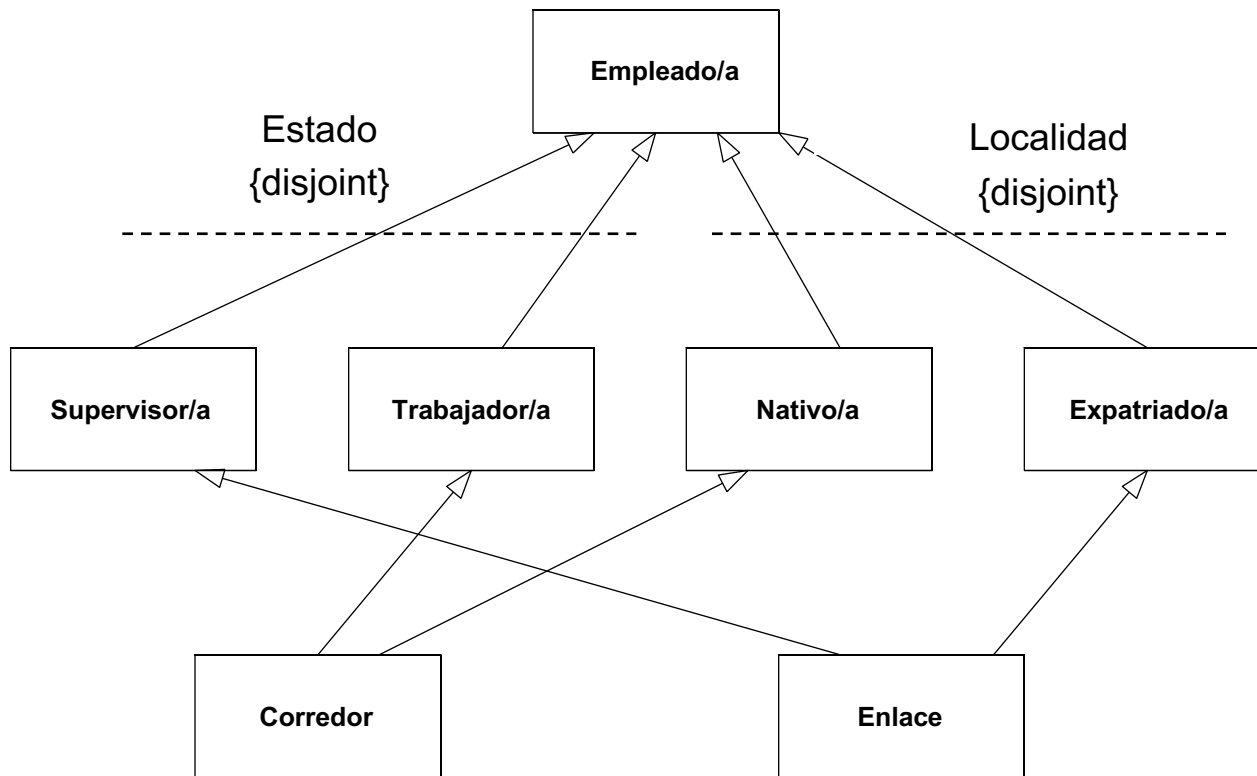 Empleado/a
Estado
{disjoint}
Localidad
{disjoint}
Supervisor/a
Trabajador/a
Nativo/a
Expatriado/a
Corredor
Enlace